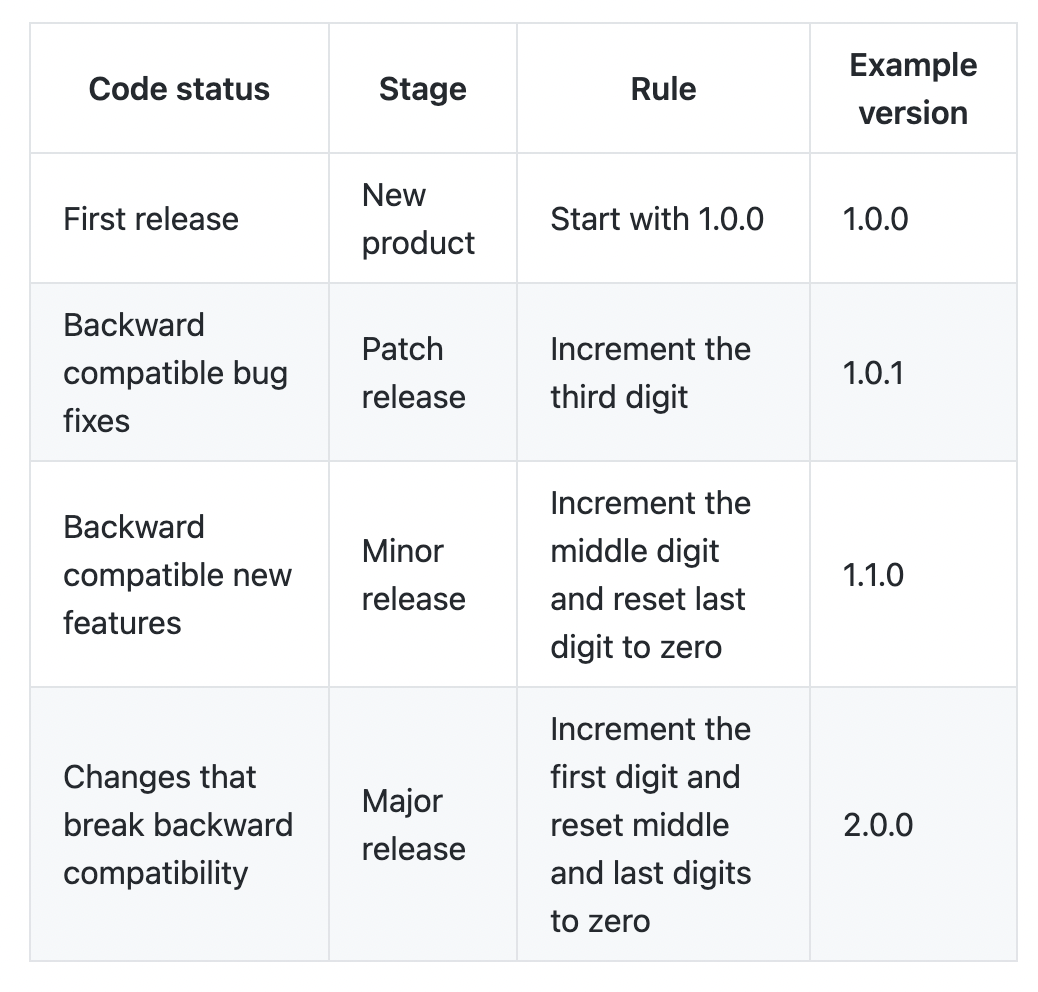 Code status
Stage
Rule
Example
version
First release
New
product
Start with 1.0.0
1.0.0
Backward
compatible bug
fixes
Patch
release
Increment the
third digit
1.0.1
Backward
compatible new
features
Minor
release
Increment the
middle digit
and reset last
digit to zero
1.1.0
Changes that
break backward
compatibility
Major
release
Increment the
first digit and
reset middle
and last digits
to zero
2.0.0